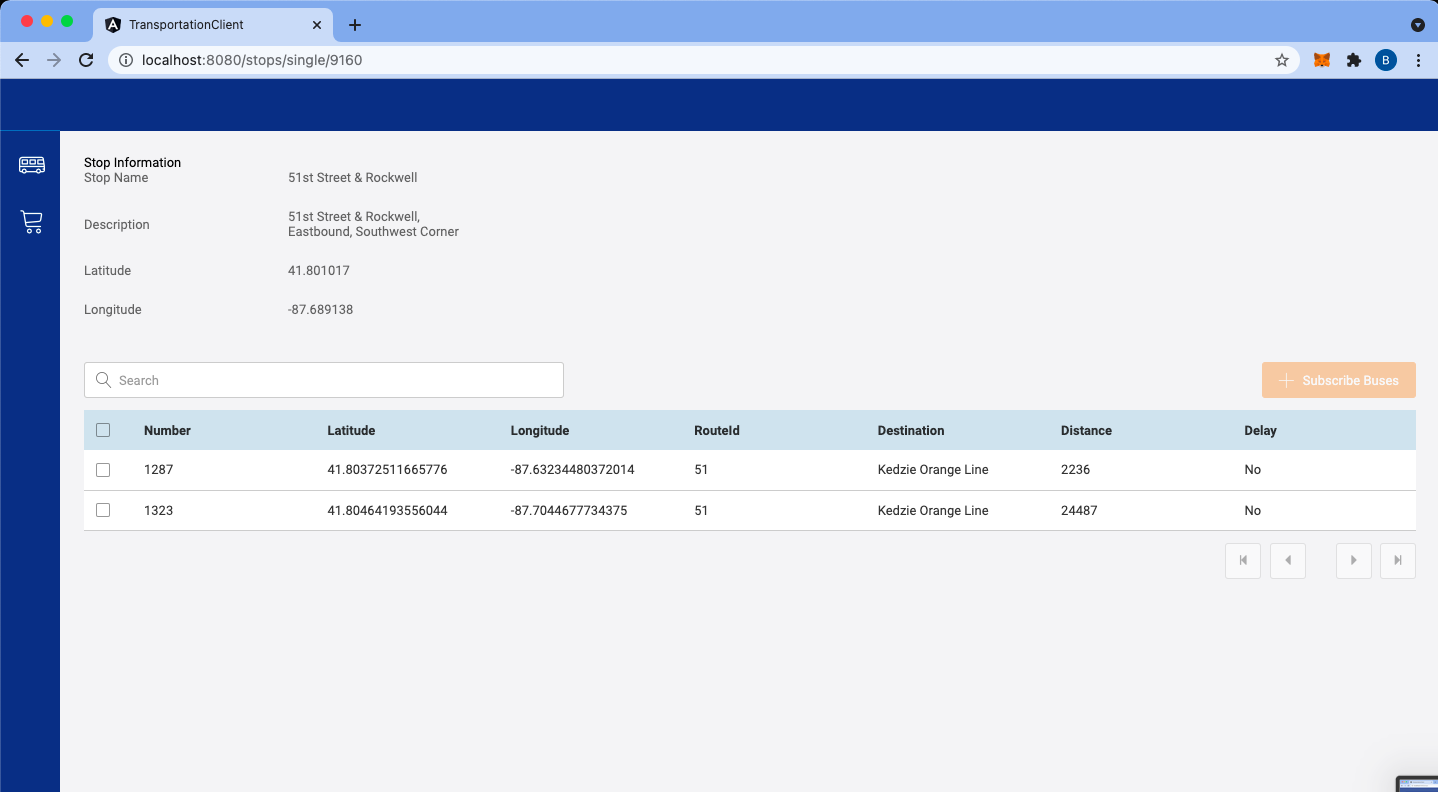 TransportationClient
localhost:8080/stops/single/9160
B
Stop Information
Stop Name 51st Street & Rockwell
Description 51st Street & Rockwell,
Eastbound, Southwest Corner
Latitude 41.801017
Longitude -87.689138
Search
Subscribe Buses
Number Latitude Longitude RouteId Destination Distance Delay
1287 41.80372511665776 -87.63234480372014 51 Kedzie Orange Line 2236 No
1323 41.80464193556044 -87.7044677734375 51 Kedzie Orange Line 24487 No